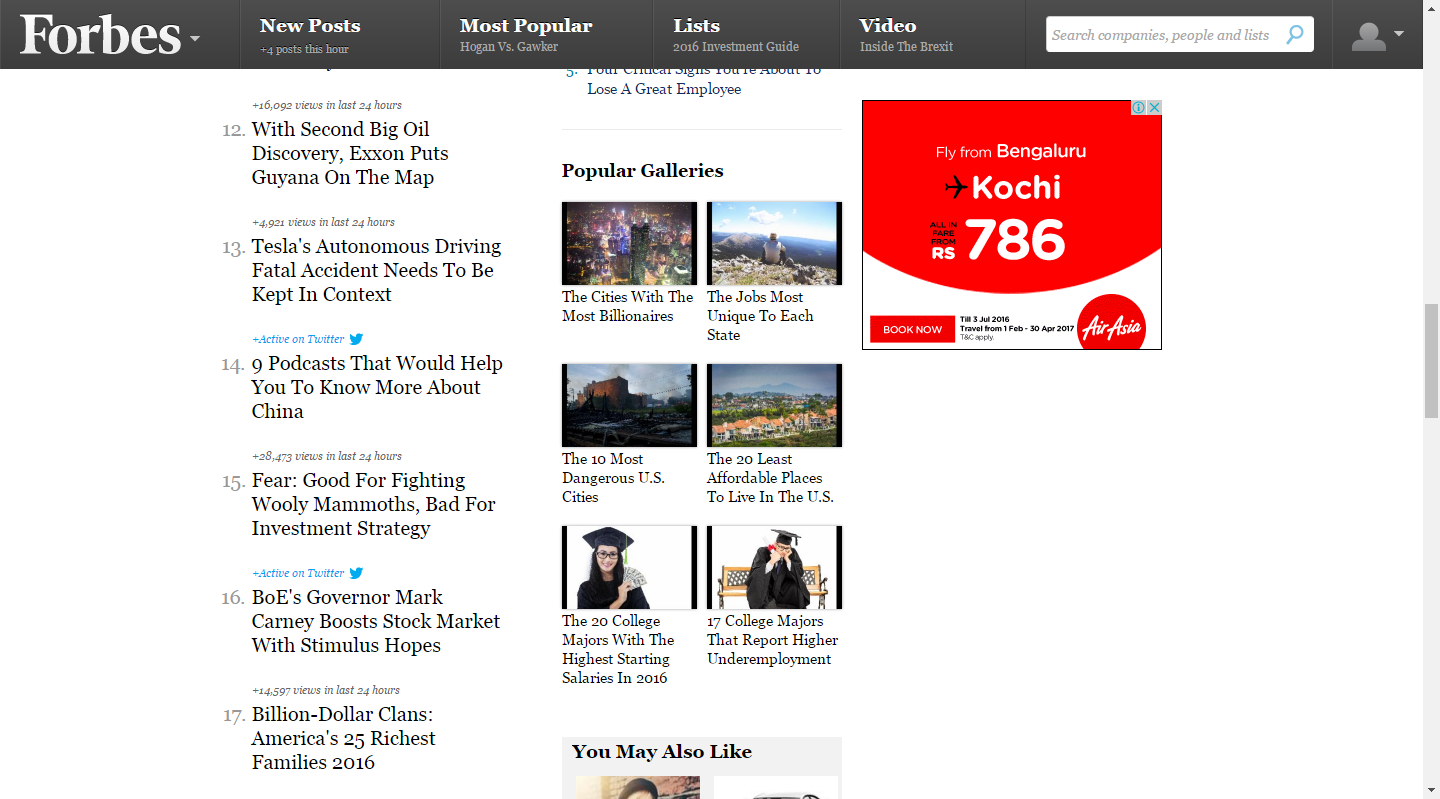 Forbes
New Posts
+4 posts this hour
Most Popular
Hogan Vs. Gawker
Lists
2016 Investment Guide
Video
Inside The Brexit
Search companies, people and lists
+16,092 views in last 24 hours
12. With Second Big Oil
Discovery, Exxon Puts
Guyana On The Map
+4,921 views in last 24 hours
13. Tesla's Autonomous Driving
Fatal Accident Needs To Be
Kept In Context
+Active on Twitter
14. 9 Podcasts That Would Help
You To Know More About
China
+28,473 views in last 24 hours
15. Fear: Good For Fighting
Wooly Mammoths, Bad For
Investment Strategy
+Active on Twitter
16. BoE's Governor Mark
Carney Boosts Stock Market
With Stimulus Hopes
+14,597 views in last 24 hours
17. Billion-Dollar Clans:
America's 25 Richest
Families 2016
5. Four Critical Signs You're About To
Lose A Great Employee
Popular Galleries
The Cities With The
Most Billionaires
The Jobs Most
Unique To Each
State
The 10 Most
Dangerous U.S.
Cities
The 20 Least
Affordable Places
To Live In The U.S.
The 20 College
Majors With The
Highest Starting
Salaries In 2016
17 College Majors
That Report Higher
Underemployment
You May Also Like
Fly from Bengaluru
Kochi
ALL IN
FARE
FROM
RS 786
BOOK NOW
Till 3 Jul 2016
Travel from 1 Feb - 30 Apr 2017
T&C apply.
AirAsia